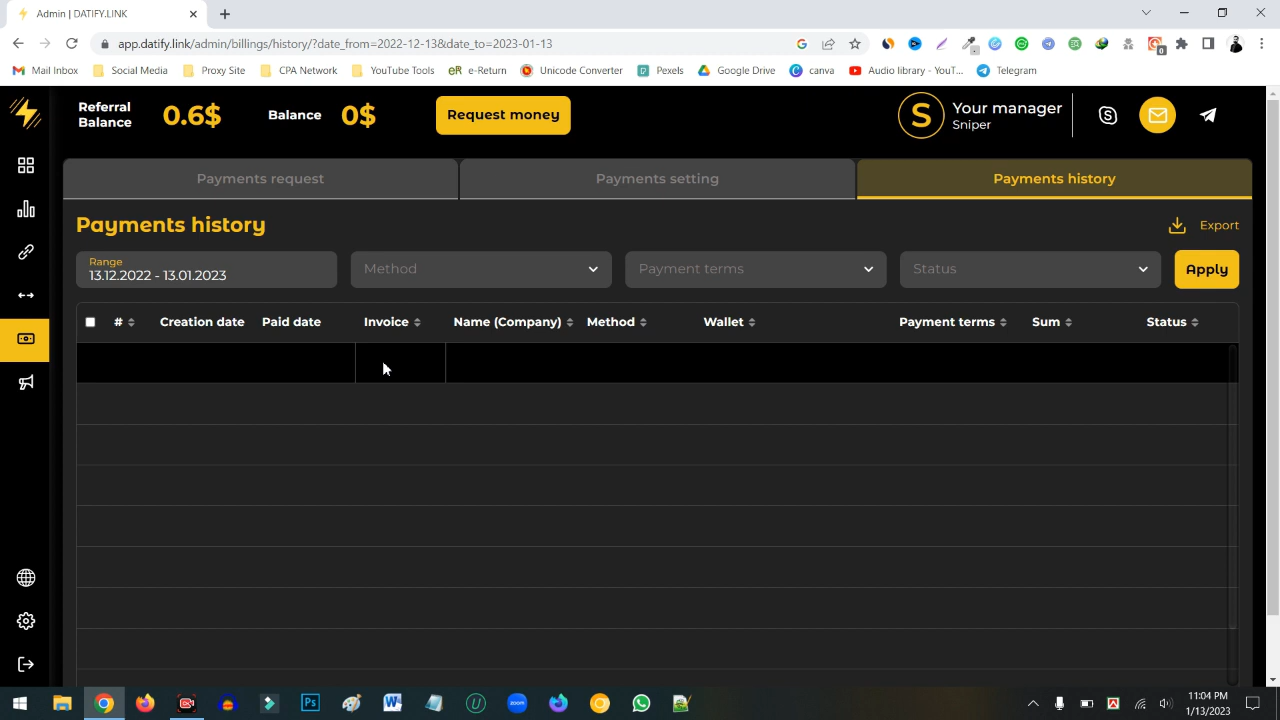 Admin | DATIFY.LINK
app.datify.link/admin/billings/history/?date_from=2022-12-13&date_to=2023-01-13
Mail Inbox
Social Media
Proxy Site
CPA Network
YouTube Tools
e-Return
Unicode Converter
Pexels
Google Drive
canva
Audio library - YouT...
Telegram
Referral Balance
0.6$
Balance
0$
Request money
S
Your manager
Sniper
Payments request
Payments setting
Payments history
Payments history
Export
Range
13.12.2022 - 13.01.2023
Method
Payment terms
Status
Apply
#
Creation date
Paid date
Invoice
Name (Company)
Method
Wallet
Payment terms
Sum
Status
11:04 PM
1/13/2023